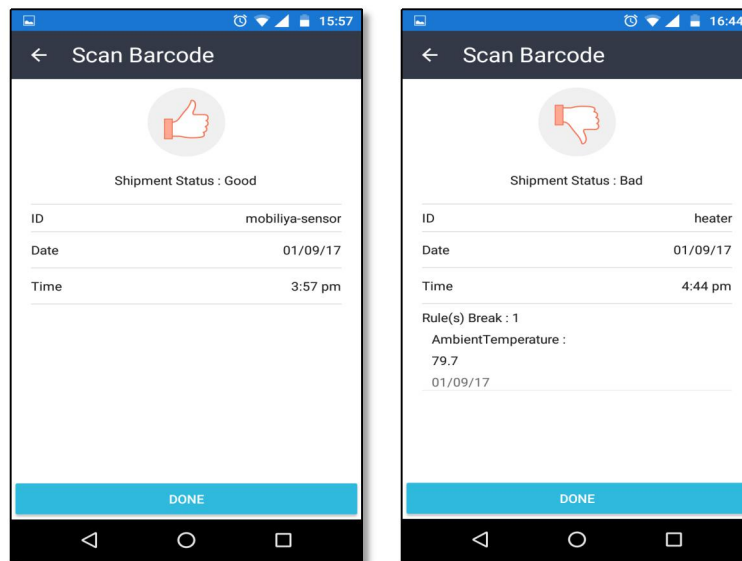 15:57
Scan Barcode
Shipment Status : Good
ID mobiliya-sensor
Date 01/09/17
Time 3:57 pm
DONE
16:44
Scan Barcode
Shipment Status : Bad
ID heater
Date 01/09/17
Time 4:44 pm
Rule(s) Break : 1
AmbientTemperature :
79.7
01/09/17
DONE